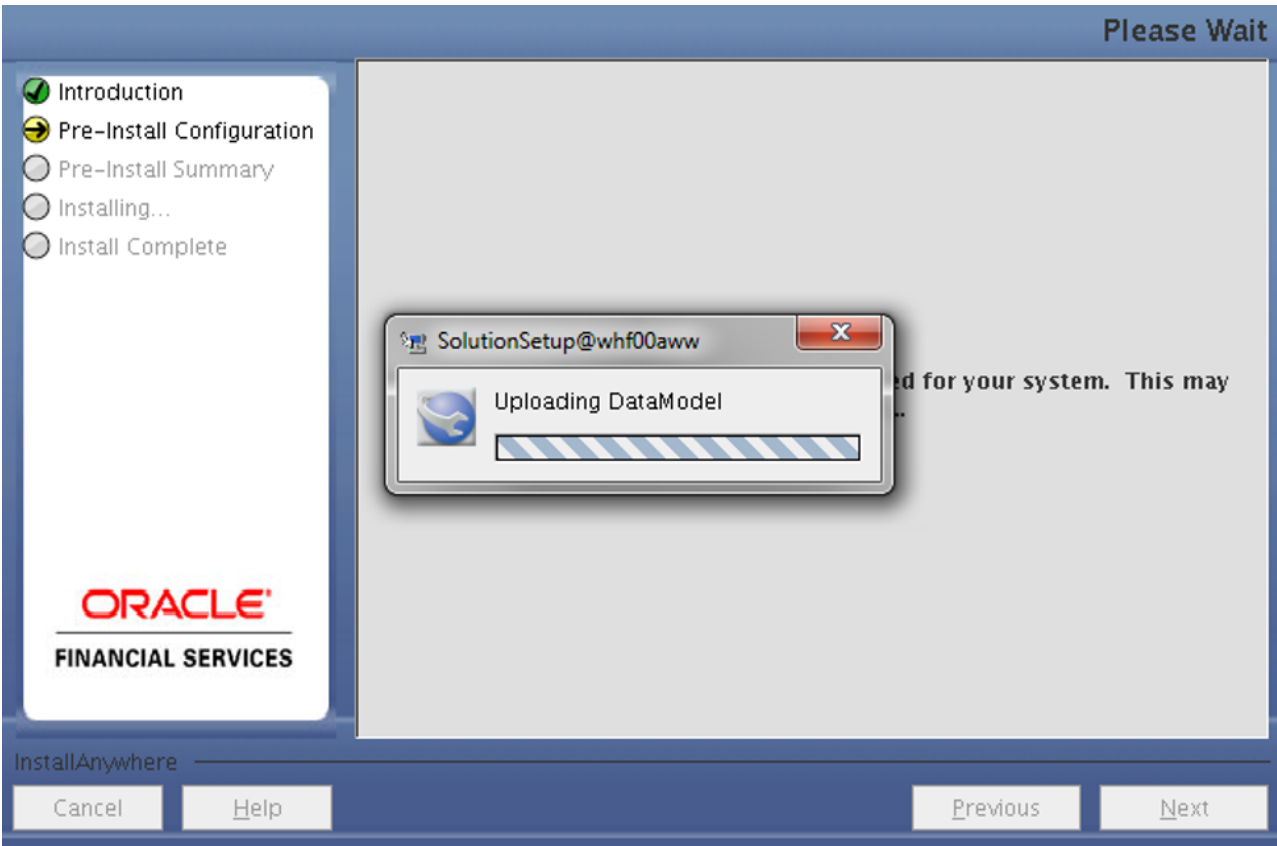 Please Wait
Introduction
Pre-Install Configuration
Pre-Install Summary
Installing...
Install Complete
SolutionSetup@whf00aww
Uploading DataModel
for your system. This may
ORACLE
FINANCIAL SERVICES
InstallAnywhere
Cancel
Help
Previous
Next